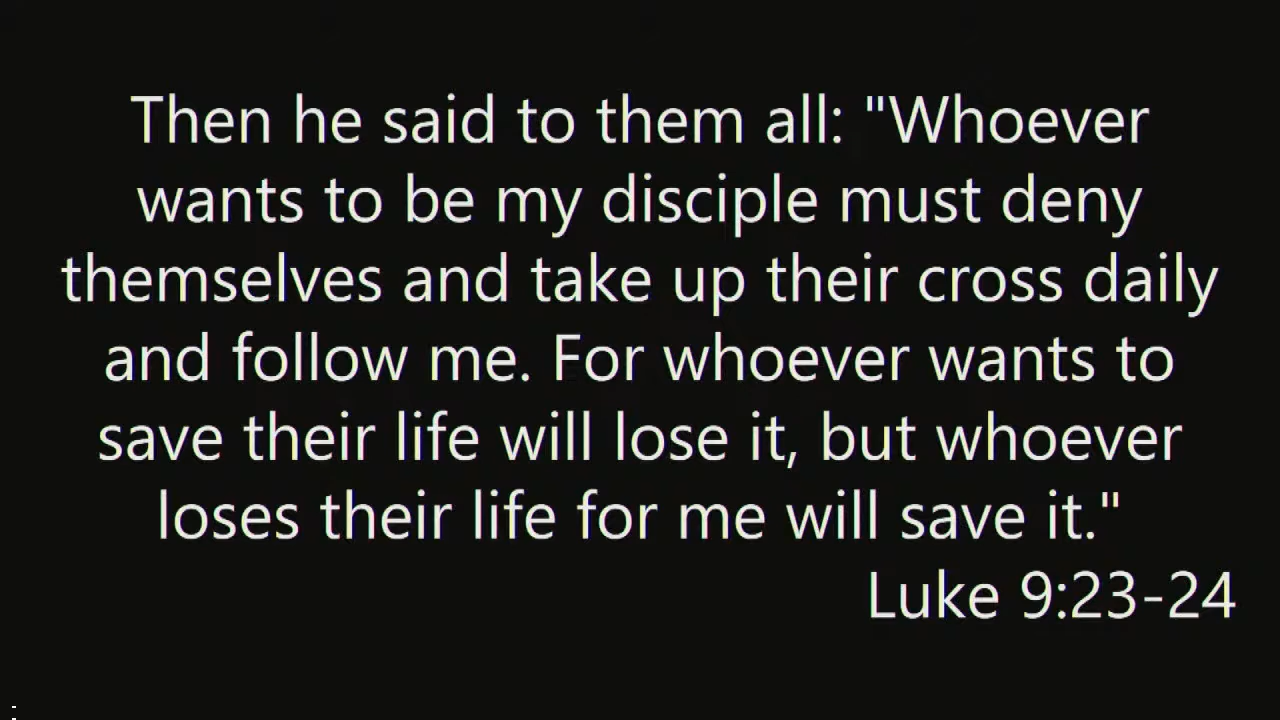 Then he said to them all: "Whoever
wants to be my disciple must deny
themselves and take up their cross daily
and follow me. For whoever wants to
save their life will lose it, but whoever
loses their life for me will save it."
Luke 9:23-24